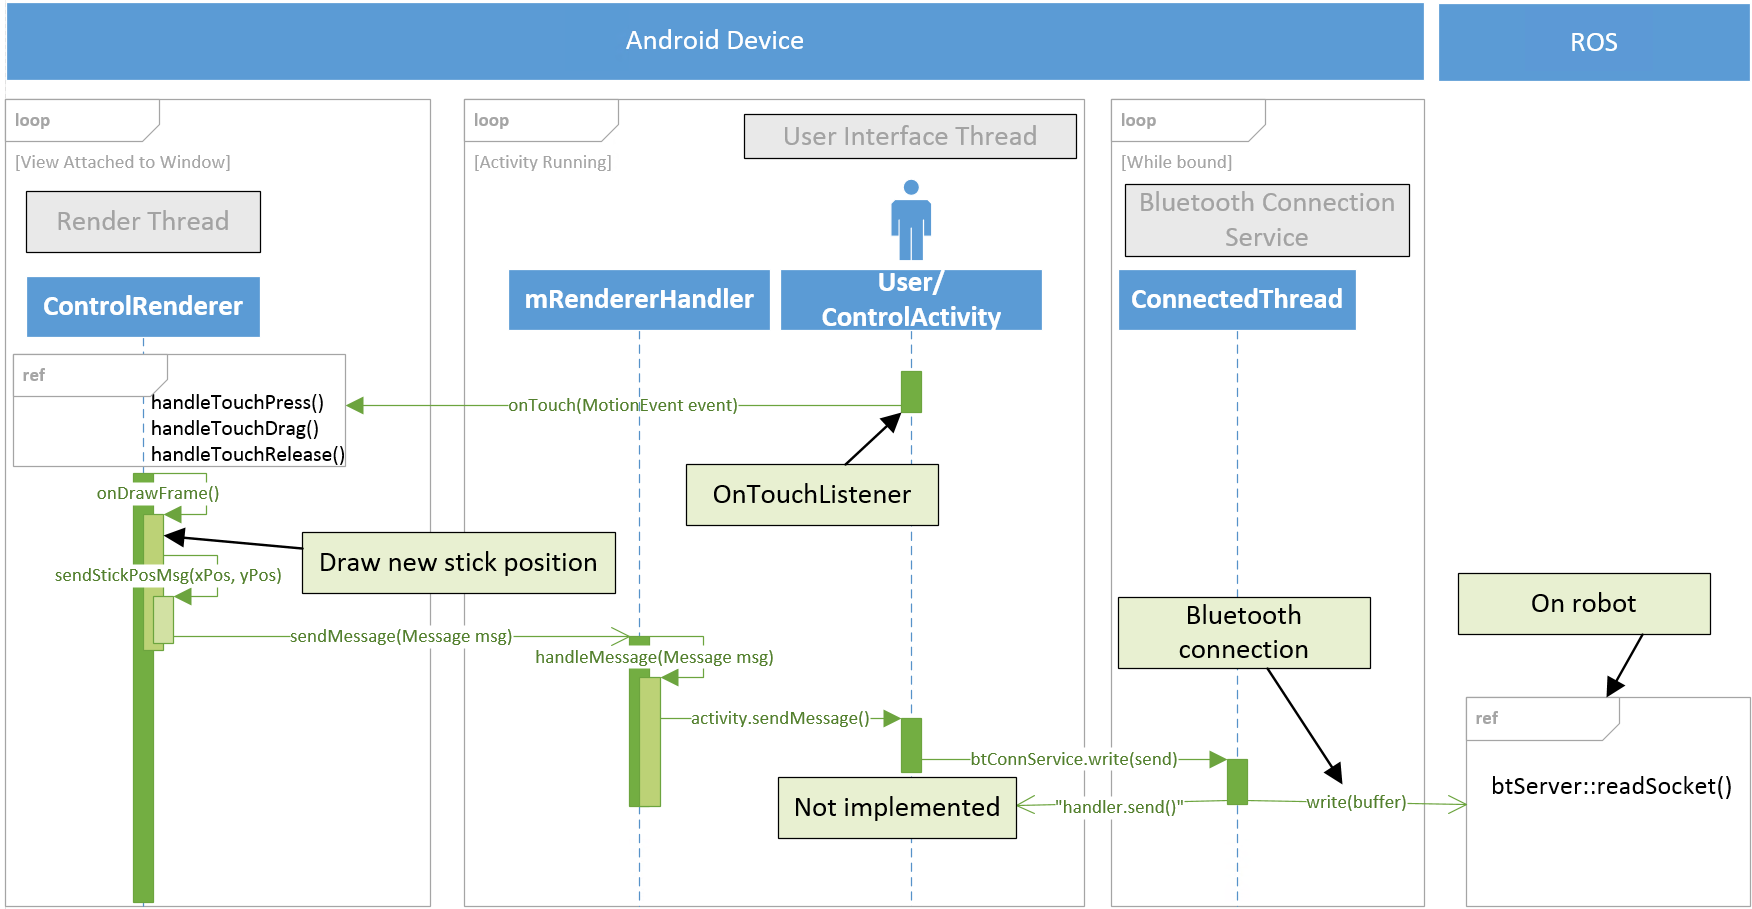 Android Device
ROS
loop
[View Attached to Window]
Render Thread
ControlRenderer
ref
handleTouchPress()
handleTouchDrag()
handleTouchRelease()
onDrawFrame()
Draw new stick position
sendStickPosMsg(xPos, yPos)
sendMessage(Message msg)
loop
[Activity Running]
User Interface Thread
mRendererHandler
User/
ControlActivity
onTouch(MotionEvent event)
OnTouchListener
handleMessage(Message msg)
activity.sendMessage()
btConnService.write(send)
Not implemented
"handler.send()"
loop
[While bound]
Bluetooth Connection
Service
ConnectedThread
Bluetooth
connection
write(buffer)
On robot
ref
btServer::readSocket()